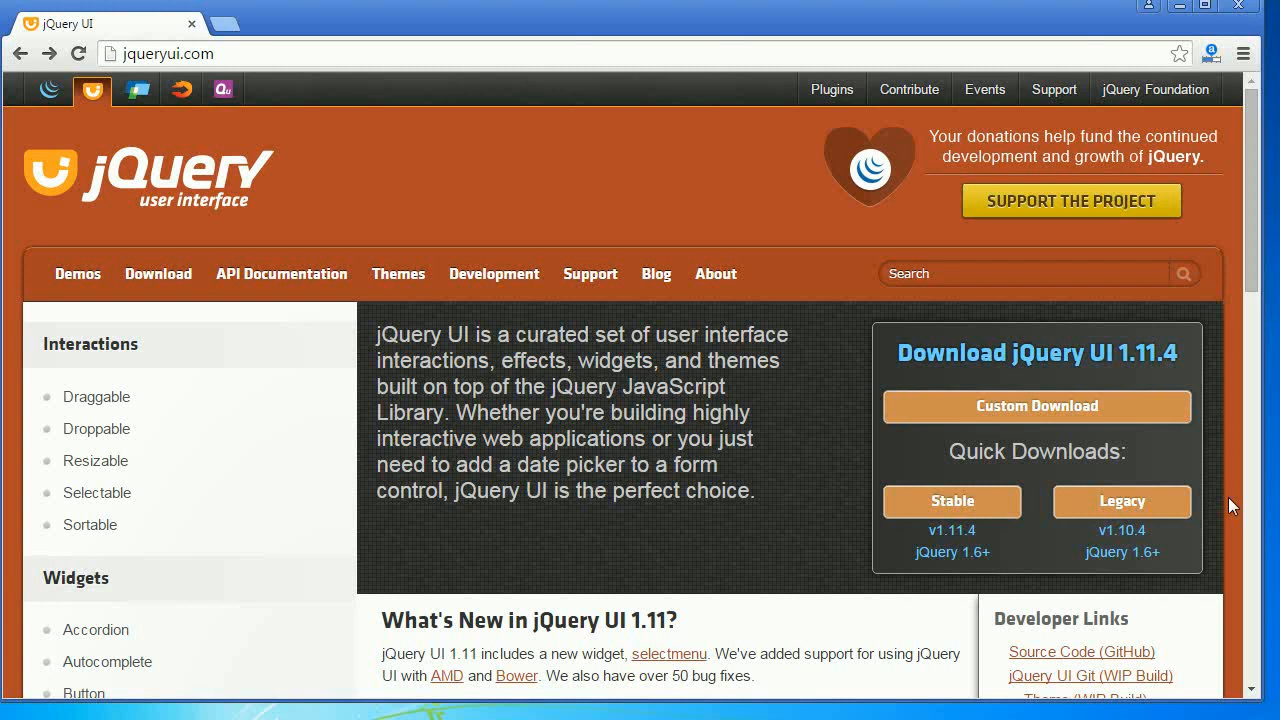 jQuery UI
jqueryui.com
Qu
Plugins
Contribute
Events
Support
jQuery Foundation
jQuery
user interface
Your donations help fund the continued
development and growth of jQuery.
SUPPORT THE PROJECT
Demos
Download
API Documentation
Themes
Development
Support
Blog
About
Search
Interactions
Draggable
Droppable
Resizable
Selectable
Sortable
Widgets
Accordion
Autocomplete
Button
jQuery UI is a curated set of user interface
interactions, effects, widgets, and themes
built on top of the jQuery JavaScript
Library. Whether you're building highly
interactive web applications or you just
need to add a date picker to a form
control, jQuery UI is the perfect choice.
Download jQuery UI 1.11.4
Custom Download
Quick Downloads:
Stable
v1.11.4
jQuery 1.6+
Legacy
v1.10.4
jQuery 1.6+
What's New in jQuery UI 1.11?
jQuery UI 1.11 includes a new widget, selectmenu. We've added support for using jQuery
UI with AMD and Bower. We also have over 50 bug fixes.
Developer Links
Source Code (GitHub)
jQuery UI Git (WIP Build)
Theme (WIP Build)